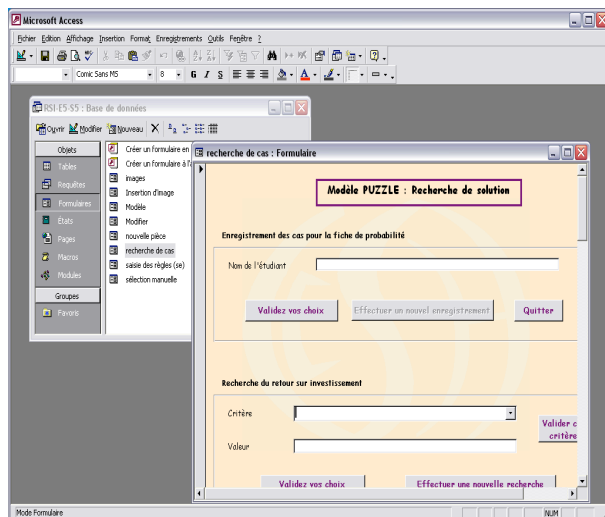 Microsoft Access
Fichier Edition Affichage Insertion Format Enregistrements Outils Fenêtre ?
Comic Sans MS 8 G I S
RSI-E5-S5 : Base de données
Ouvrir Modifier Nouveau
Objets
Tables
Requêtes
Formulaires
États
Pages
Macros
Modules
Groupes
Favoris
Créer un formulaire en
Créer un formulaire à l'a
images
Insertion d'image
Modèle
Modifier
nouvelle pièce
recherche de cas
saisie des règles (se)
sélection manuelle
recherche de cas : Formulaire
Modèle PUZZLE : Recherche de solution
Enregistrement des cas pour la fiche de probabilité
Nom de l'étudiant
Validez vos choix Effectuer un nouvel enregistrement Quitter
Recherche du retour sur investissement
Critère
Valider c
critère
Valeur
Validez vos choix Effectuer une nouvelle recherche
Mode Formulaire NUM